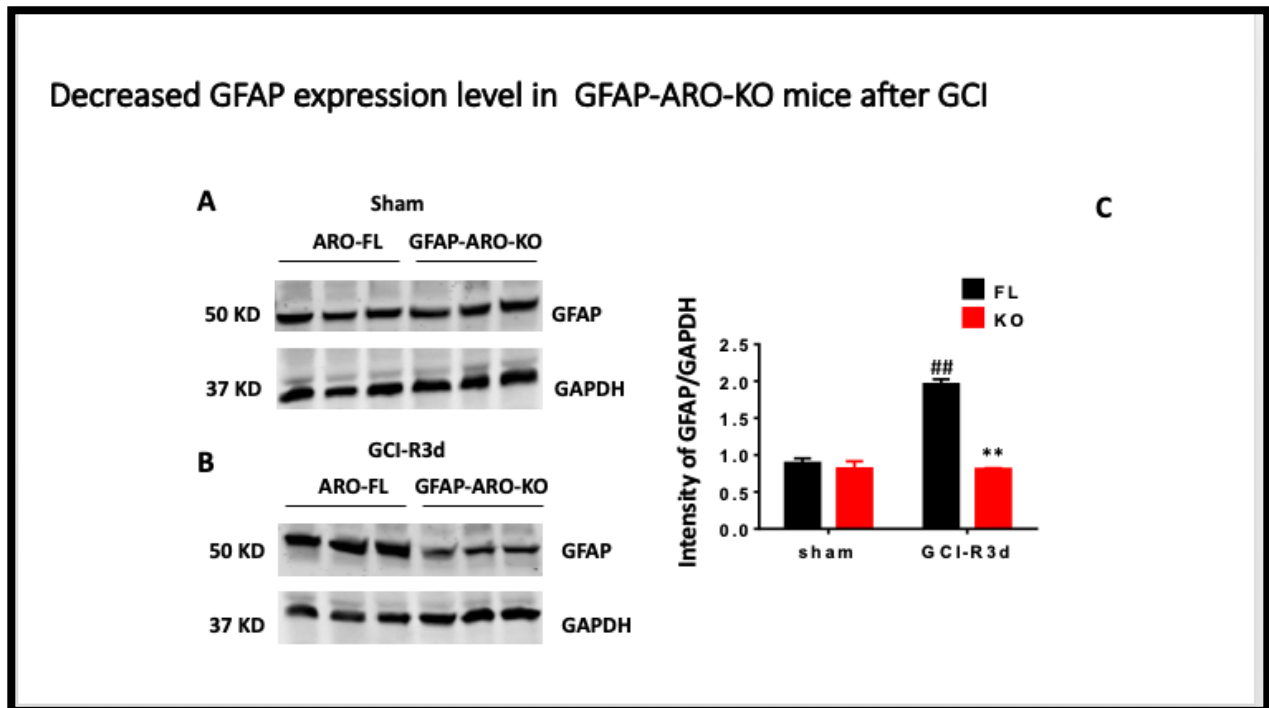 Decreased GFAP expression level in GFAP-ARO-KO mice after GCI
A
Sham
ARO-FL GFAP-ARO-KO
50 KD GFAP
37 KD GAPDH
B
GCI-R3d
ARO-FL GFAP-ARO-KO
50 KD GFAP
37 KD GAPDH
C
FL
KO
Intensity of GFAP/GAPDH
2.5
2.0
1.5
1.0
0.5
0.0
##
**
sham GCI-R3d